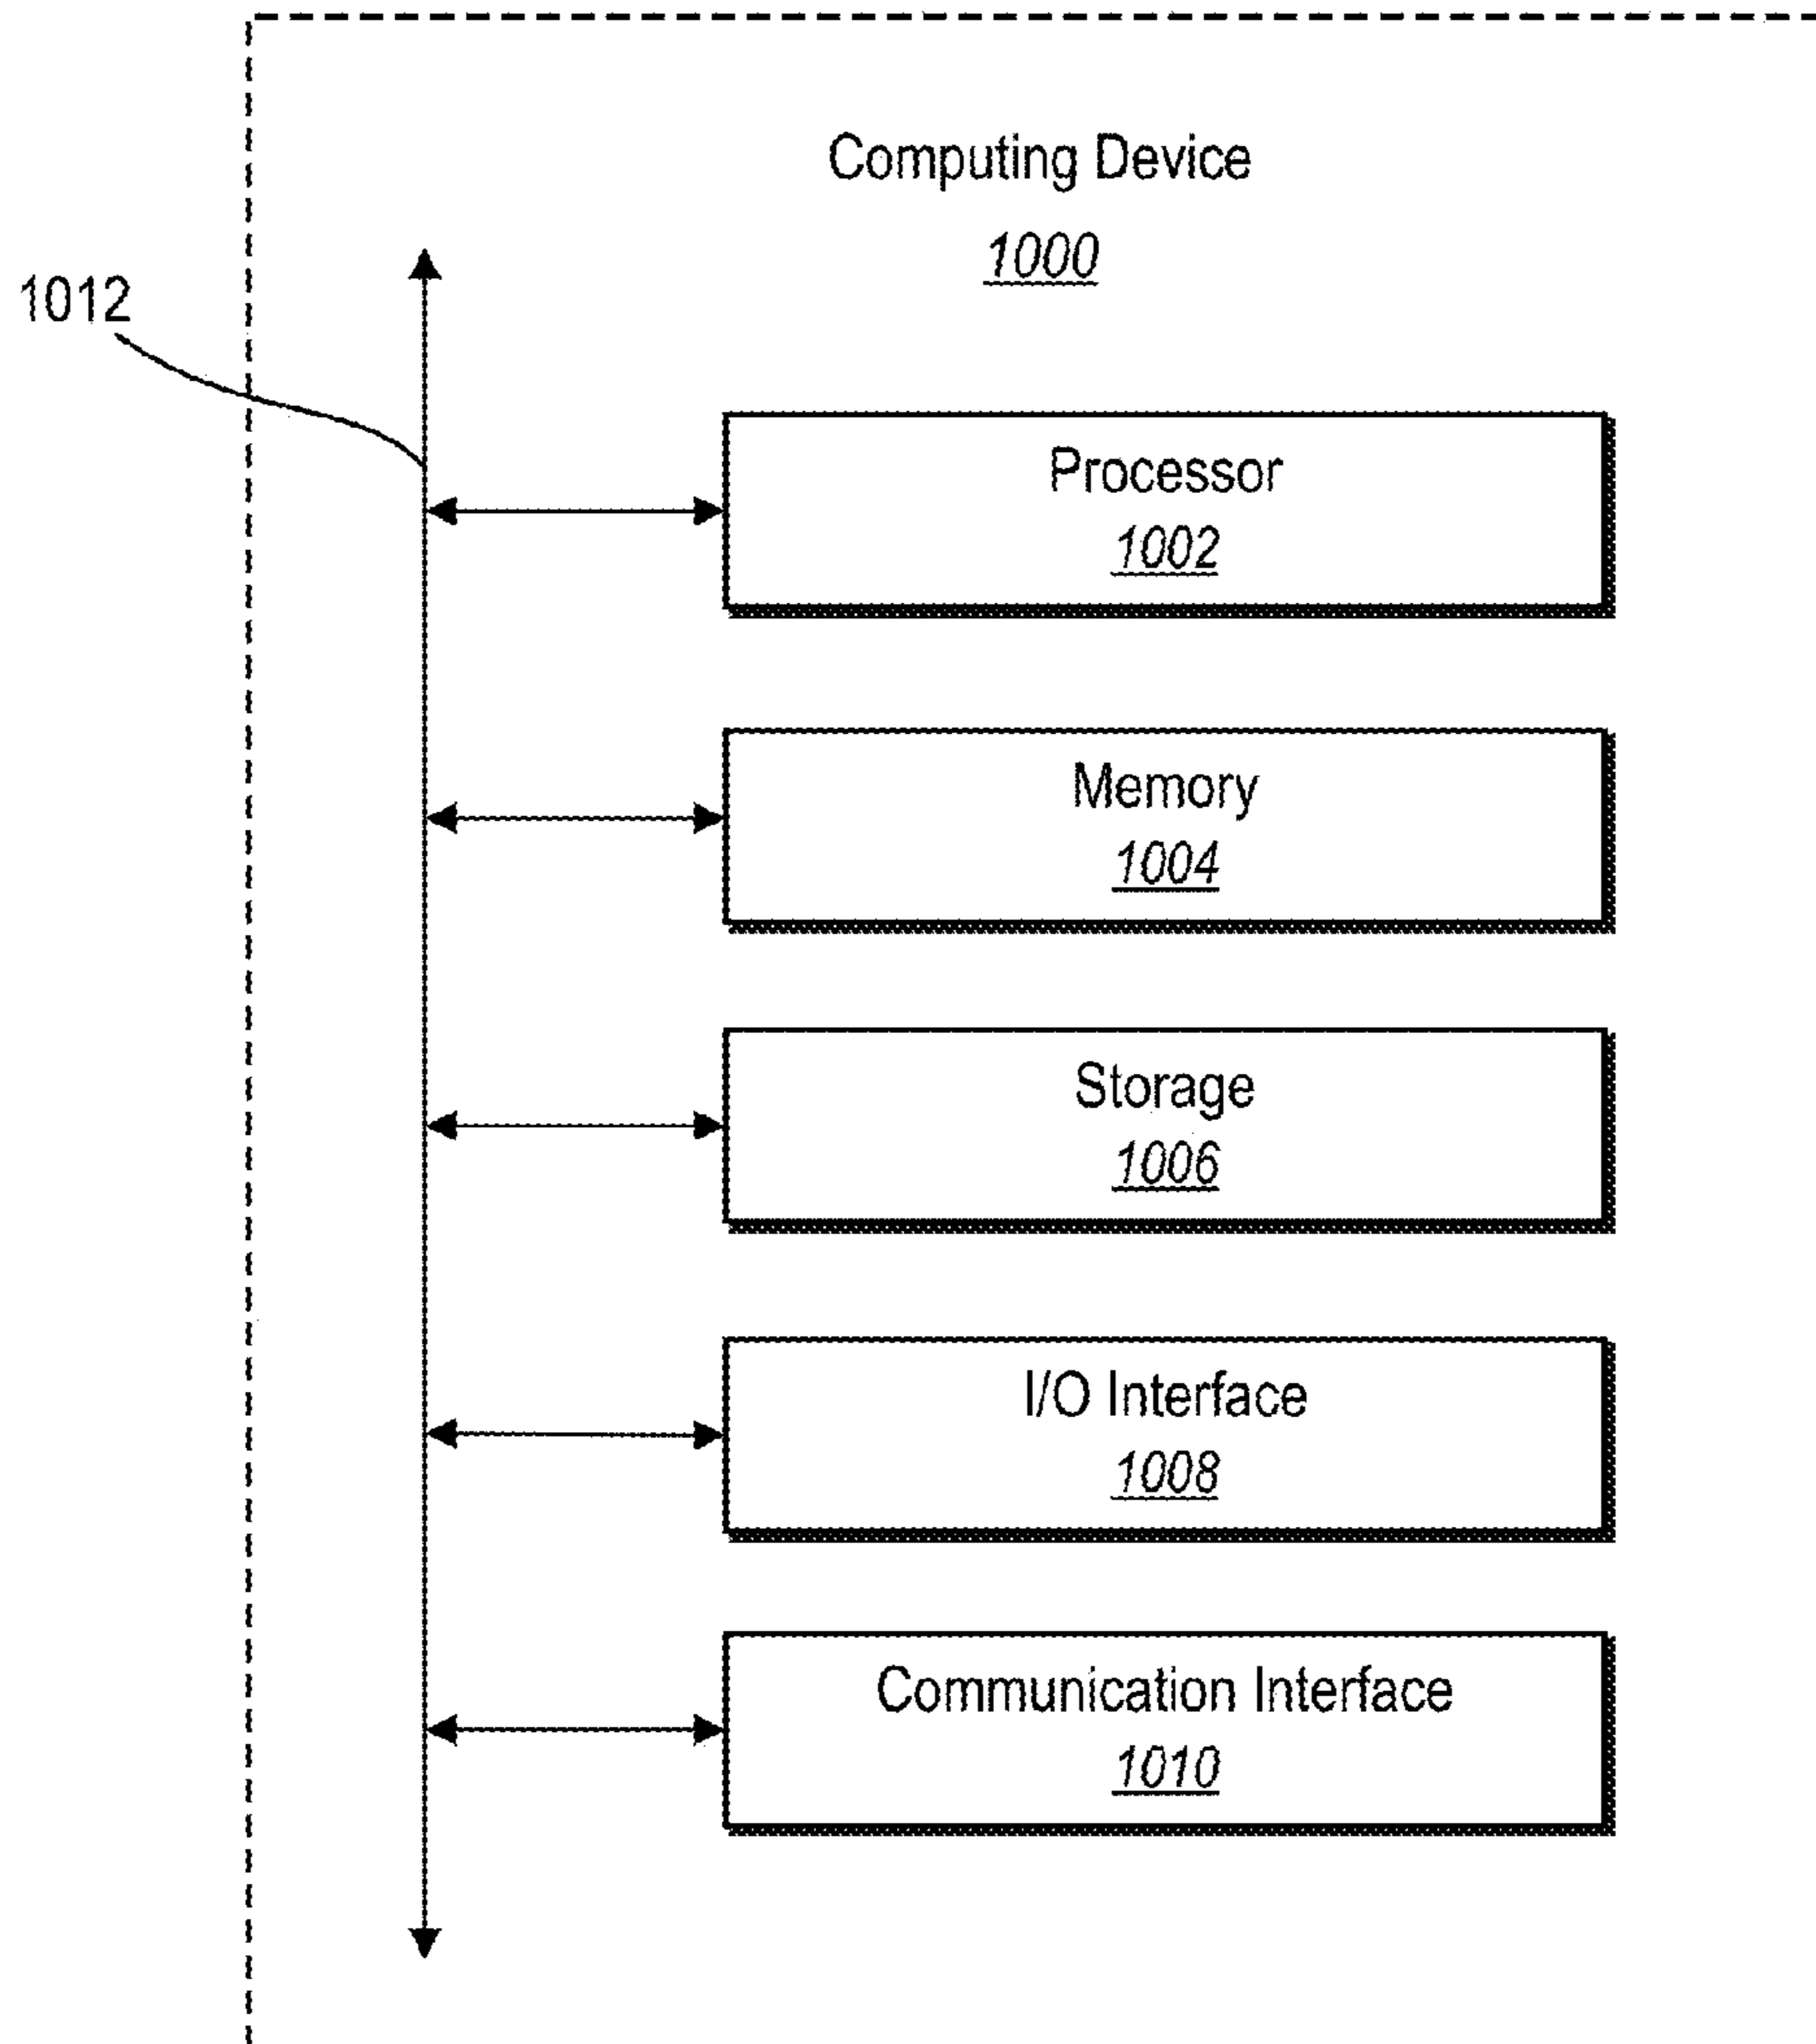 Computing Device
1000
1012
Processor
1002
Memory
1004
Storage
1006
I/O Interface
1008
Communication Interface
1010